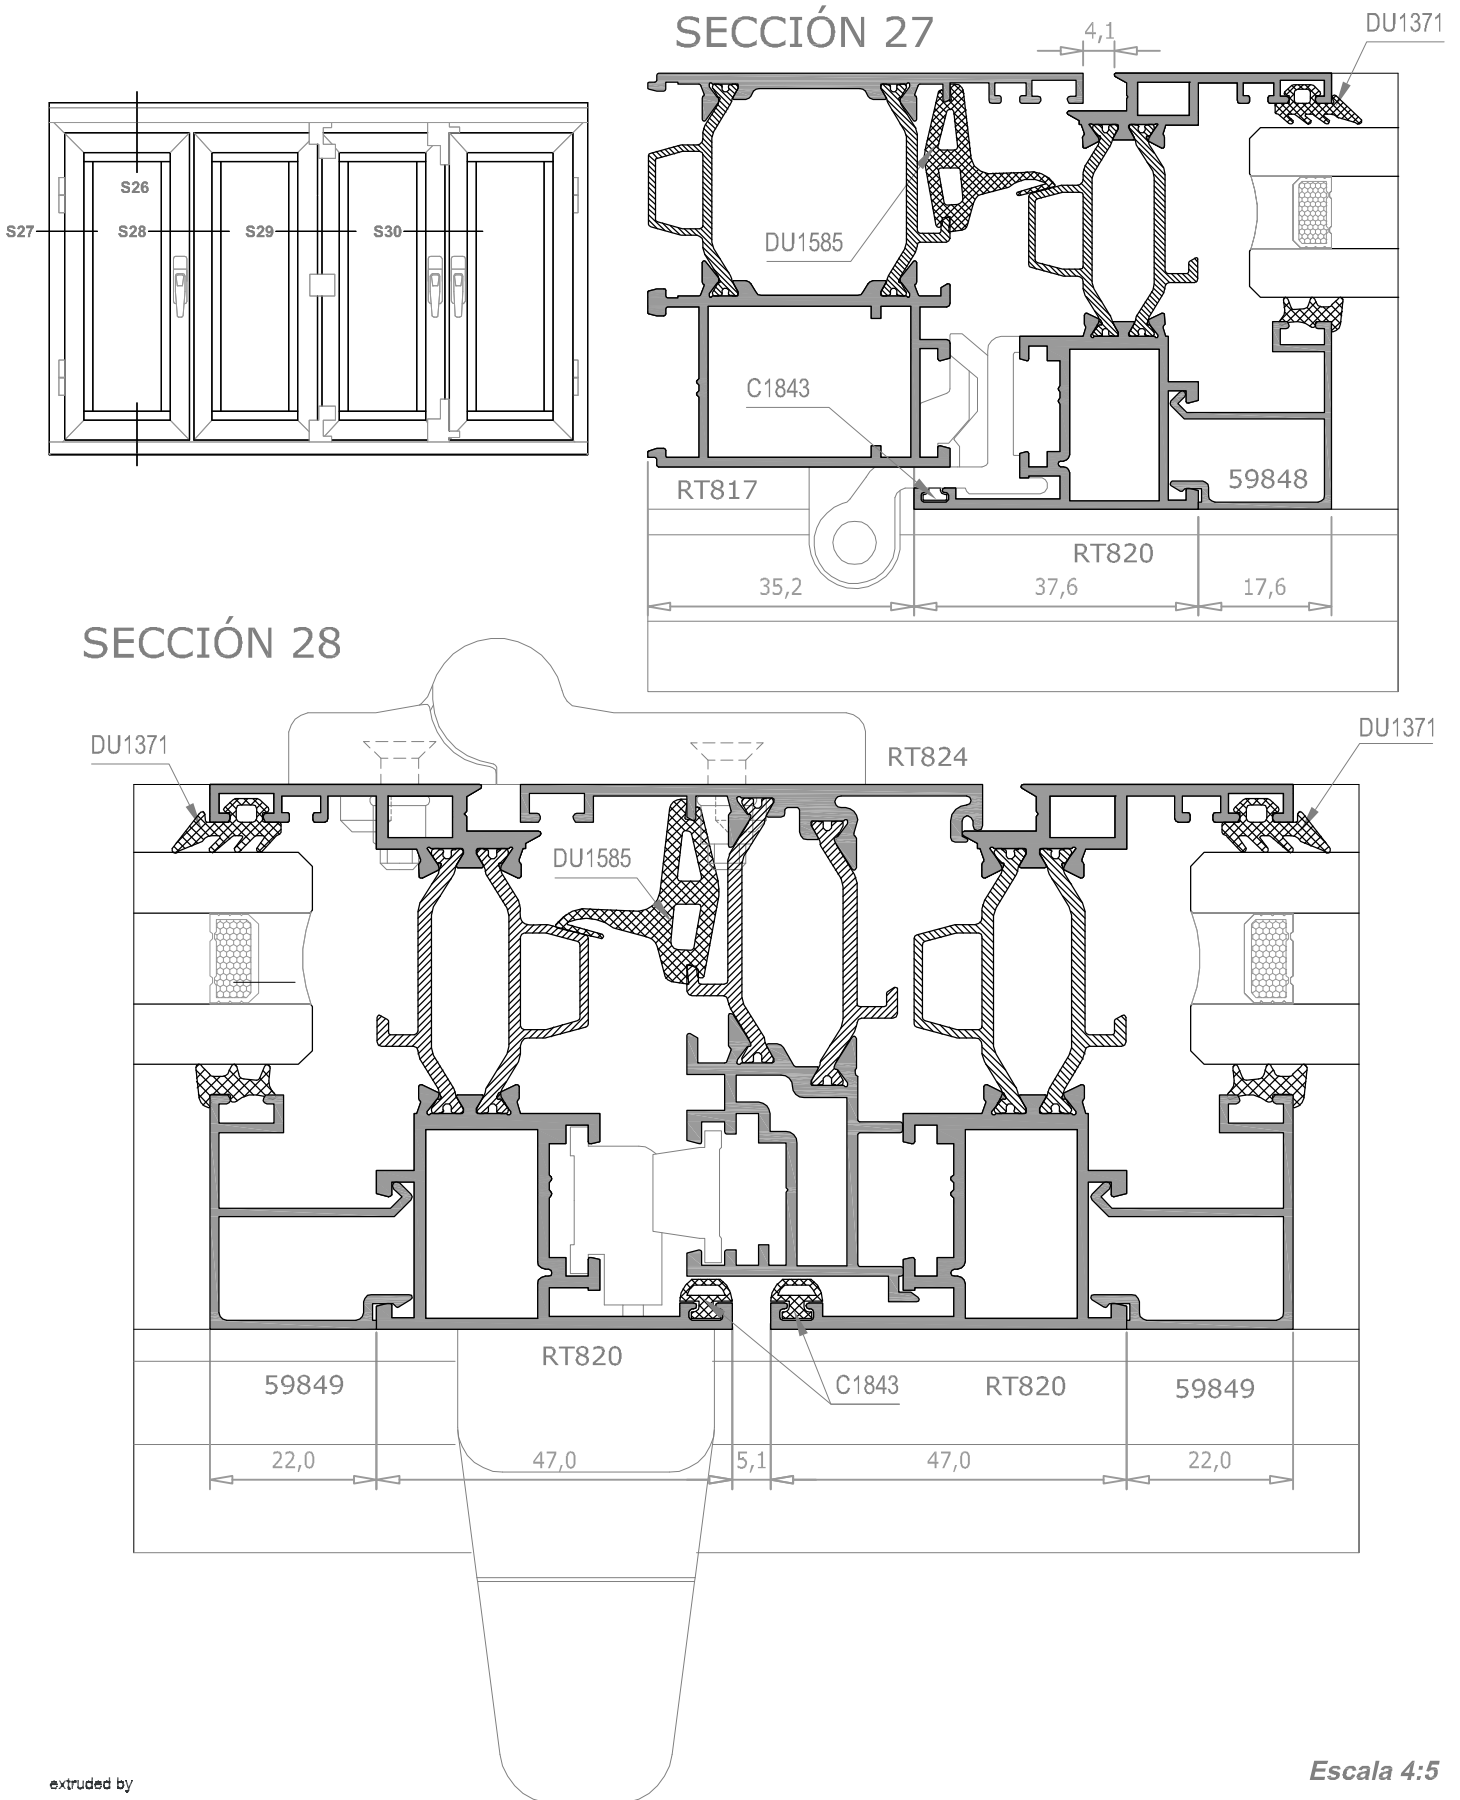 SECCIÓN 27
4,1
DU1371
S26
S27
S28
S29
S30
DU1585
C1843
RT817
59848
RT820
35,2
37,6
17,6
SECCIÓN 28
DU1371
RT824
DU1371
DU1585
RT820
59849
C1843
RT820
59849
22,0
47,0
5,1
47,0
22,0
extruded by
Escala 4:5